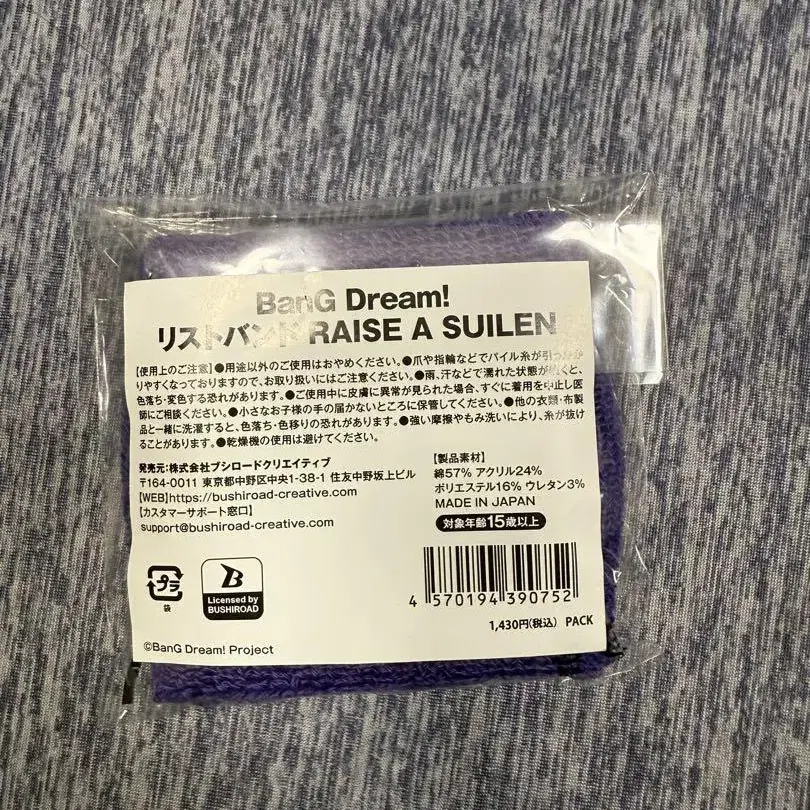 BanG Dream!
リストバンド RAISE A SUILEN
【使用上のご注意】●用途以外のご使用はおやめください。●爪や指輪などでパイル糸が引っかか
りやすくなっておりますので、お取り扱いにはご注意ください。●雨、汗などで濡れた状態が続くと、
色落ち・変色する恐れがあります。●ご使用中に皮膚に異常が見られた場合、すぐに着用を中止し医
師にご相談ください。●小さなお子様の手の届かないところに保管してください。●他の衣類・布製
品と一緒に洗濯すると、色落ち・色移りの恐れがあります。●強い摩擦やもみ洗いにより、糸が抜け
ることがあります。●乾燥機の使用は避けてください。
発売元:株式会社ブシロードクリエイティブ
〒164-0011 東京都中野区中央1-38-1 住友中野坂上ビル
【WEB】https://bushiroad-creative.com
【カスタマーサポート窓口】
support@bushiroad-creative.com
【製品素材】
綿57% アクリル24%
ポリエステル16% ウレタン3%
MADE IN JAPAN
対象年齢15歳以上
プラ
袋
B
Licensed by
BUSHIROAD
4 570194 390752
1,430円(税込) PACK
©BanG Dream! Project